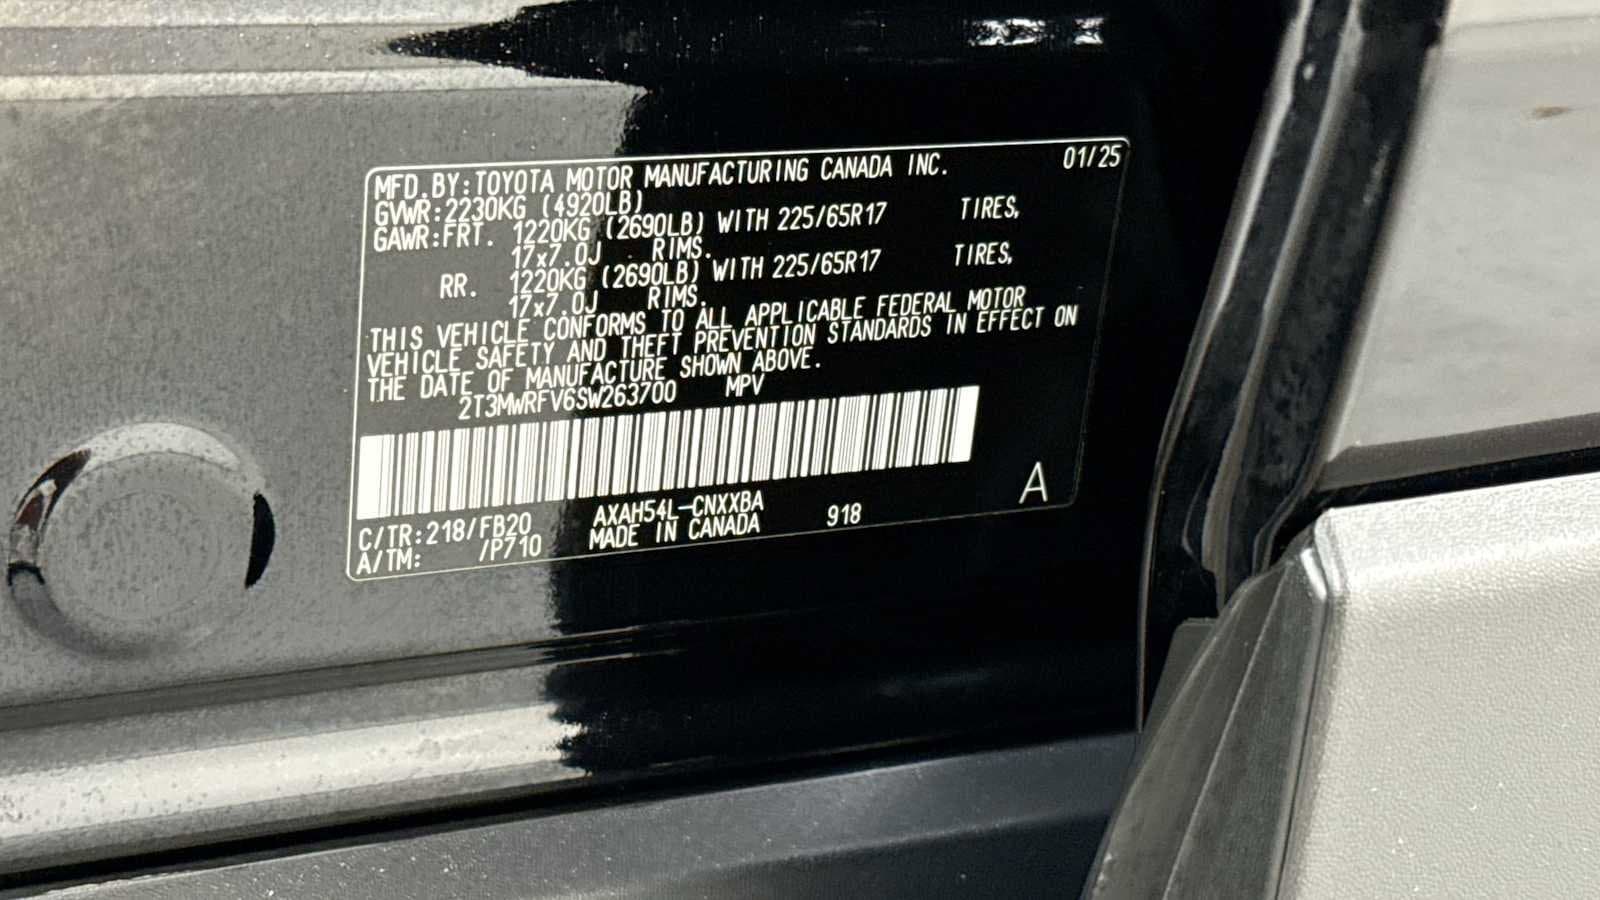 MFD.BY:TOYOTA MOTOR MANUFACTURING CANADA INC. 01/25
GVWR:2230KG (4920LB)
GAWR:FRT. 1220KG (2690LB) WITH 225/65R17 TIRES,
17x7.0J RIMS.
RR. 1220KG (2690LB) WITH 225/65R17 TIRES,
17x7.0J RIMS.
THIS VEHICLE CONFORMS TO ALL APPLICABLE FEDERAL MOTOR
VEHICLE SAFETY AND THEFT PREVENTION STANDARDS IN EFFECT ON
THE DATE OF MANUFACTURE SHOWN ABOVE.
2T3MWRFV6SW263700 MPV
A
C/TR:218/FB20 AXAH54L-CNXXBA 918
A/TM: /P710 MADE IN CANADA